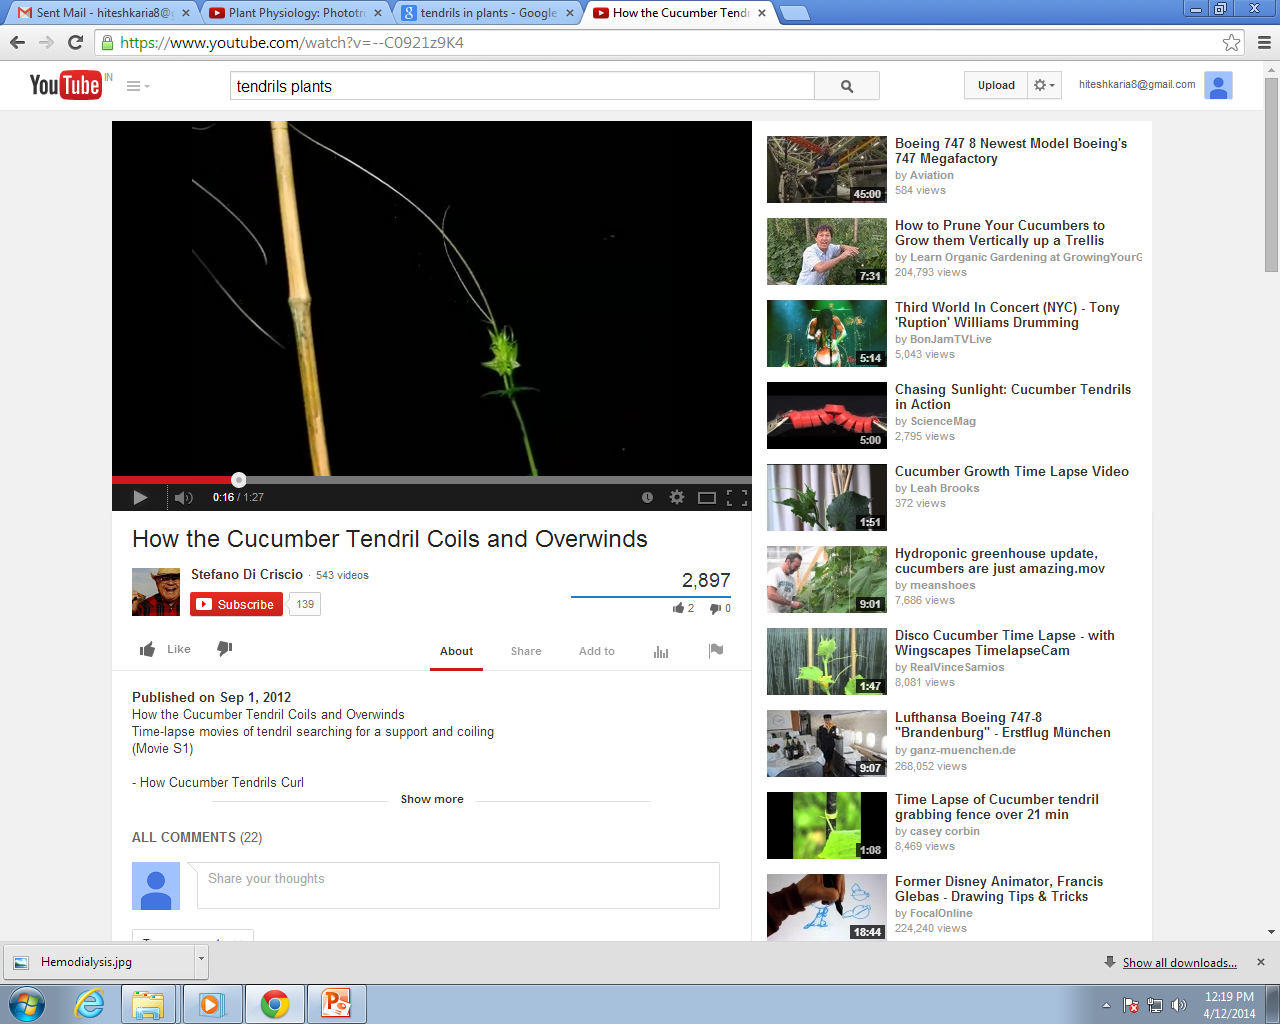 Sent Mail - hiteshkaria8@g
Plant Physiology: Phototro
tendrils in plants - Google
How the Cucumber Tendr
https://www.youtube.com/watch?v=--C0921z9K4
YouTube IN
tendrils plants
Upload
hiteshkaria8@gmail.com
0:16 / 1:27
How the Cucumber Tendril Coils and Overwinds
Stefano Di Criscio · 543 videos
Subscribe 139
2,897
2 0
Like
About Share Add to
Published on Sep 1, 2012
How the Cucumber Tendril Coils and Overwinds
Time-lapse movies of tendril searching for a support and coiling
(Movie S1)
- How Cucumber Tendrils Curl
Show more
ALL COMMENTS (22)
Share your thoughts
45:00
Boeing 747 8 Newest Model Boeing's
747 Megafactory
by Aviation
584 views
7:31
How to Prune Your Cucumbers to
Grow them Vertically up a Trellis
by Learn Organic Gardening at GrowingYourG
204,793 views
5:14
Third World In Concert (NYC) - Tony
'Ruption' Williams Drumming
by BonJamTVLive
5,043 views
5:00
Chasing Sunlight: Cucumber Tendrils
in Action
by ScienceMag
2,795 views
1:51
Cucumber Growth Time Lapse Video
by Leah Brooks
372 views
9:01
Hydroponic greenhouse update,
cucumbers are just amazing.mov
by meanshoes
7,686 views
1:47
Disco Cucumber Time Lapse - with
Wingscapes TimelapseCam
by RealVinceSamios
8,081 views
9:07
Lufthansa Boeing 747-8
"Brandenburg" - Erstflug München
by ganz-muenchen.de
268,052 views
1:08
Time Lapse of Cucumber tendril
grabbing fence over 21 min
by casey corbin
8,469 views
18:44
Former Disney Animator, Francis
Glebas - Drawing Tips & Tricks
by FocalOnline
224,240 views
Hemodialysis.jpg
Show all downloads...
12:19 PM
4/12/2014